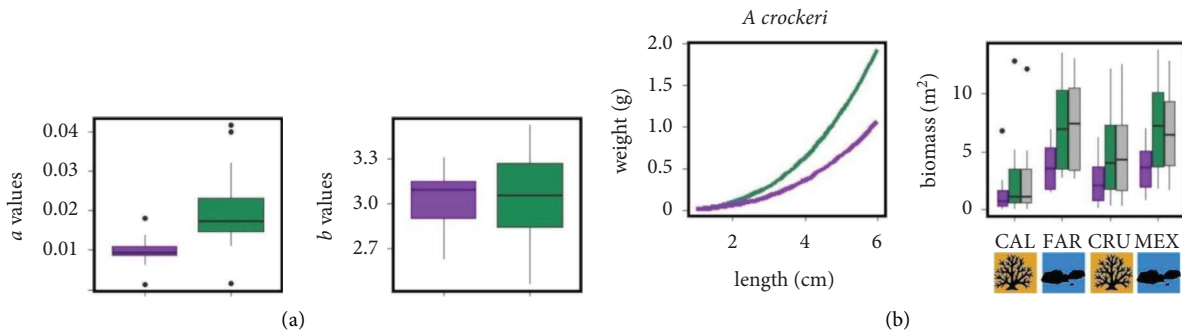 a values
0.04
0.03
0.02
0.01
b values
3.3
3.0
2.7
(a)
A crockeri
weight (g)
2.0
1.5
1.0
0.5
0
2
4
6
length (cm)
biomass (m²)
10
5
0
CAL FAR CRU MEX
(b)